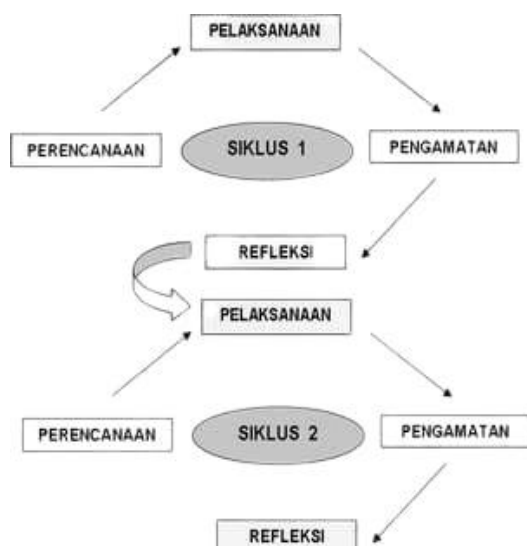 PELAKSANAAN
PERENCANAAN
SIKLUS 1
PENGAMATAN
REFLEKSI
PELAKSANAAN
PERENCANAAN
SIKLUS 2
PENGAMATAN
REFLEKSI